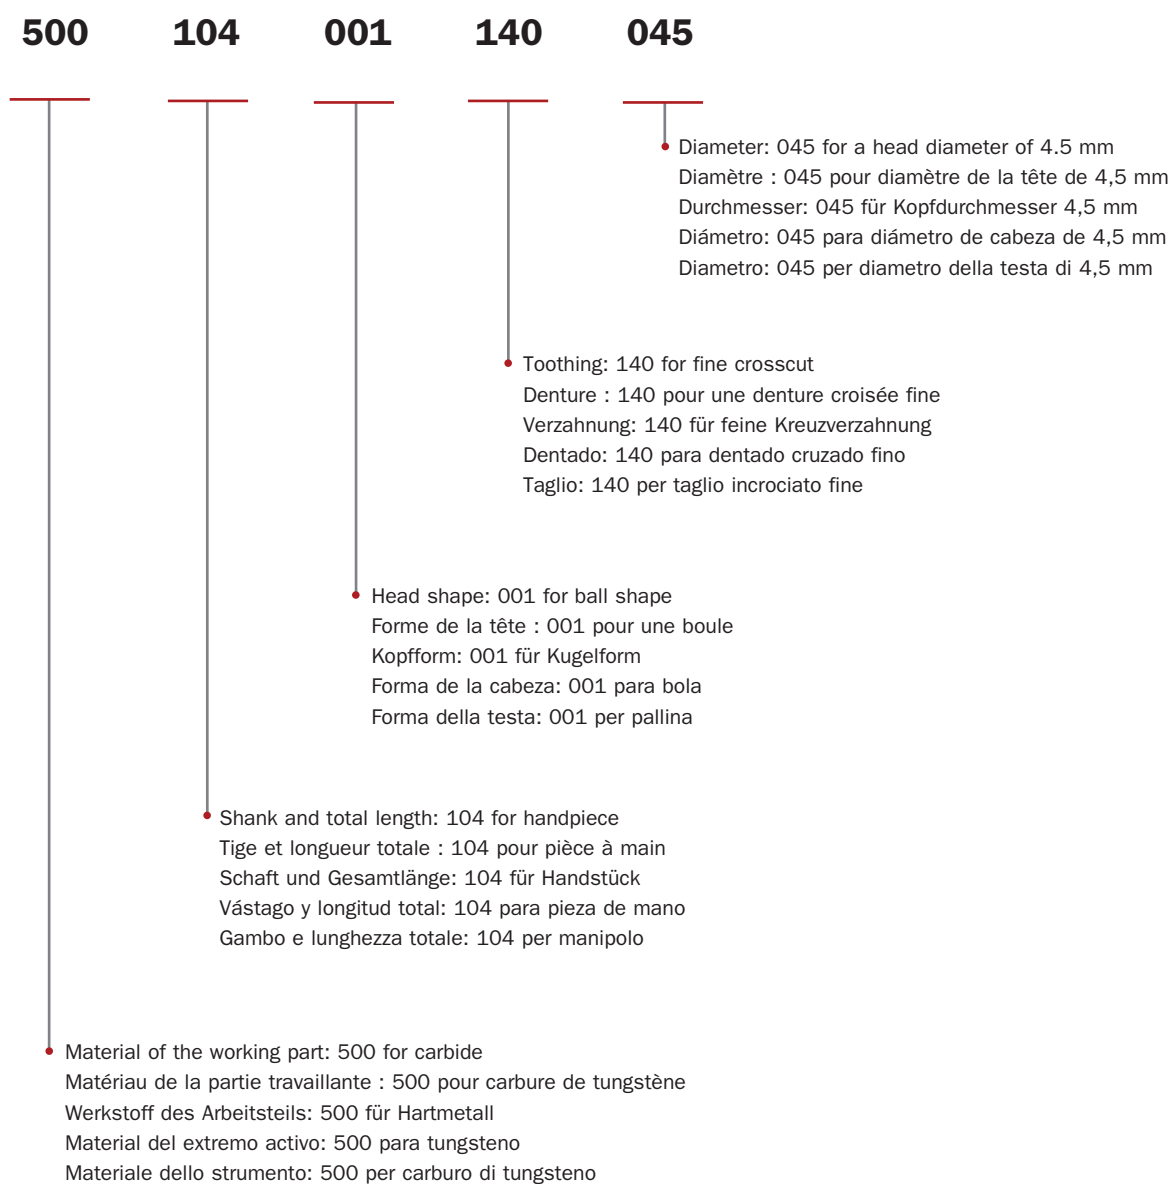 500 104 001 140 045
Diameter: 045 for a head diameter of 4.5 mm
Diamètre : 045 pour diamètre de la tête de 4,5 mm
Durchmesser: 045 für Kopfdurchmesser 4,5 mm
Diámetro: 045 para diámetro de cabeza de 4,5 mm
Diametro: 045 per diametro della testa di 4,5 mm
Toothing: 140 for fine crosscut
Denture : 140 pour une denture croisée fine
Verzahnung: 140 für feine Kreuzverzahnung
Dentado: 140 para dentado cruzado fino
Taglio: 140 per taglio incrociato fine
Head shape: 001 for ball shape
Forme de la tête : 001 pour une boule
Kopfform: 001 für Kugelform
Forma de la cabeza: 001 para bola
Forma della testa: 001 per pallina
Shank and total length: 104 for handpiece
Tige et longueur totale : 104 pour pièce à main
Schaft und Gesamtlänge: 104 für Handstück
Vástago y longitud total: 104 para pieza de mano
Gambo e lunghezza totale: 104 per manipolo
Material of the working part: 500 for carbide
Matériau de la partie travaillante : 500 pour carbure de tungstène
Werkstoff des Arbeitsteils: 500 für Hartmetall
Material del extremo activo: 500 para tungsteno
Materiale dello strumento: 500 per carburo di tungsteno